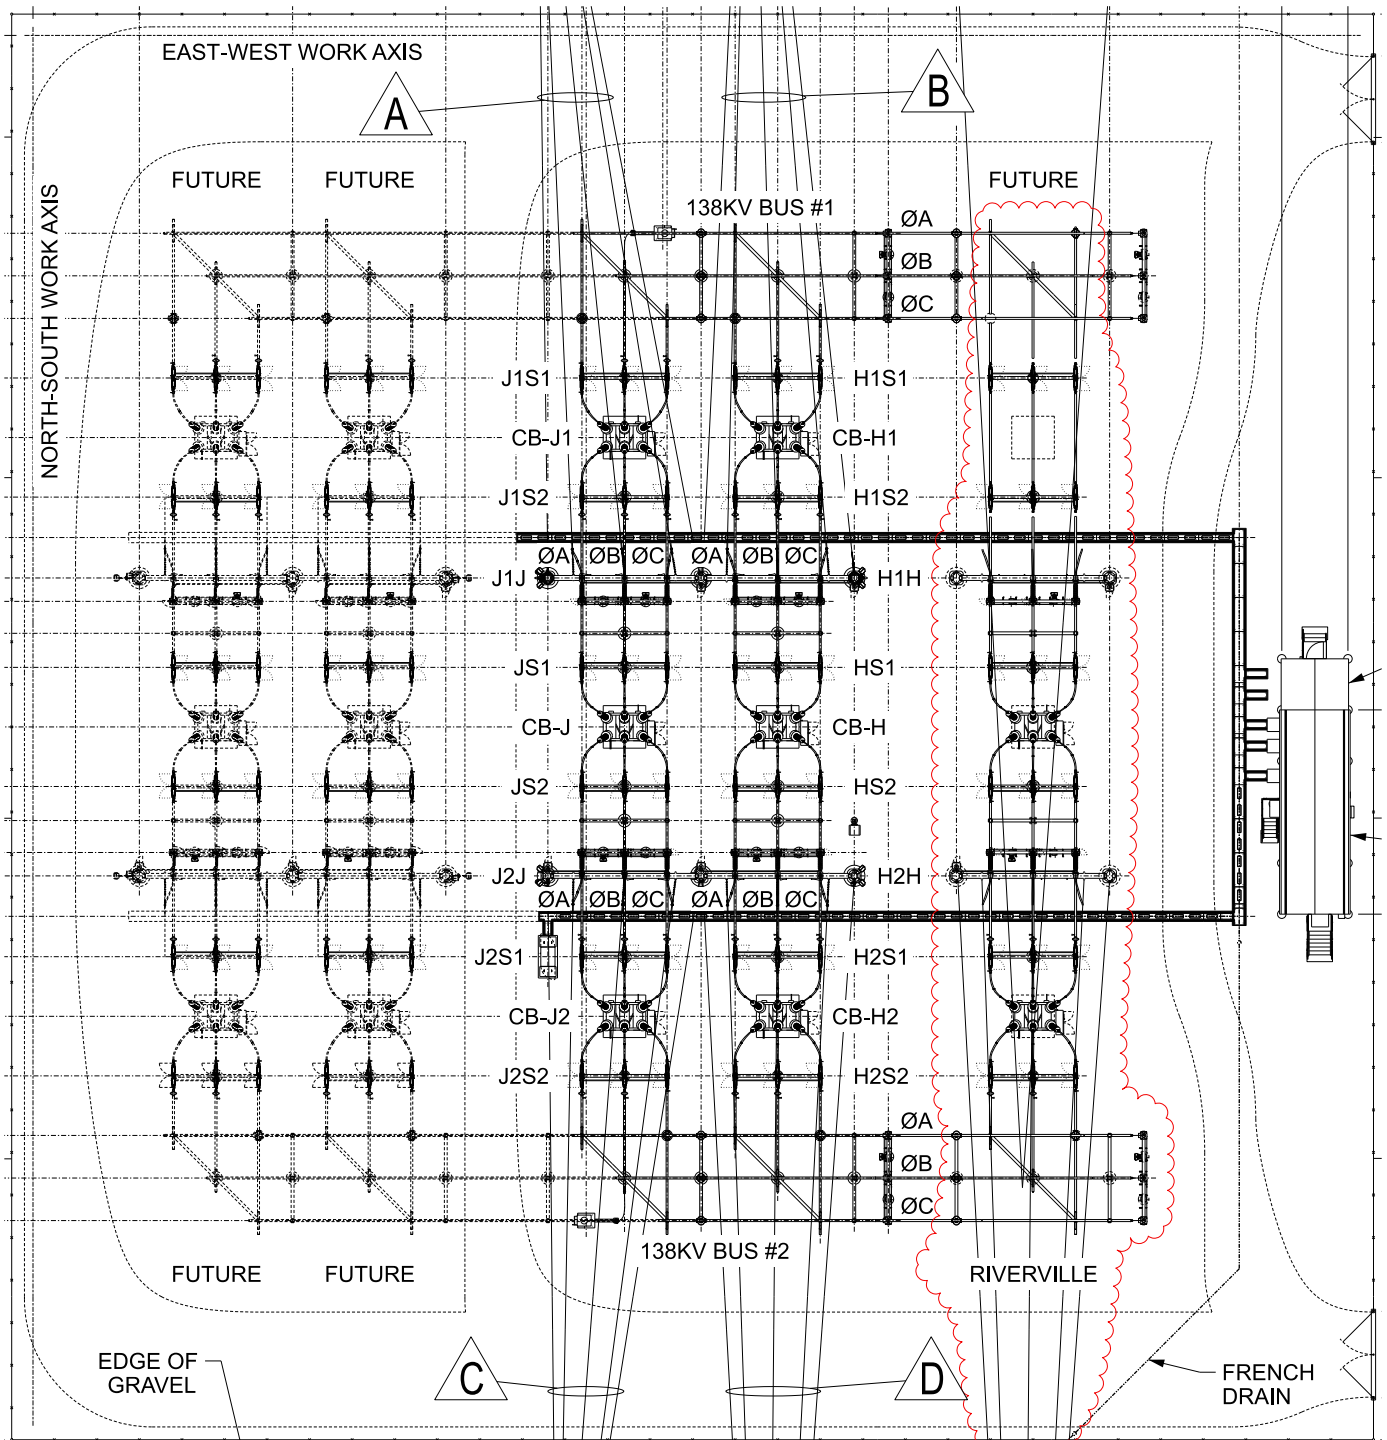 EAST-WEST WORK AXIS
A
B
NORTH-SOUTH WORK AXIS
FUTURE
FUTURE
FUTURE
138KV BUS #1
ØA
ØB
ØC
J1S1
H1S1
CB-J1
CB-H1
J1S2
H1S2
ØA
ØB
ØC
ØA
ØB
ØC
J1J
H1H
JS1
HS1
CB-J
CB-H
JS2
HS2
J2J
H2H
ØA
ØB
ØC
ØA
ØB
ØC
J2S1
H2S1
CB-J2
CB-H2
J2S2
H2S2
ØA
ØB
ØC
138KV BUS #2
FUTURE
FUTURE
RIVERVILLE
EDGE OF
GRAVEL
C
D
FRENCH
DRAIN